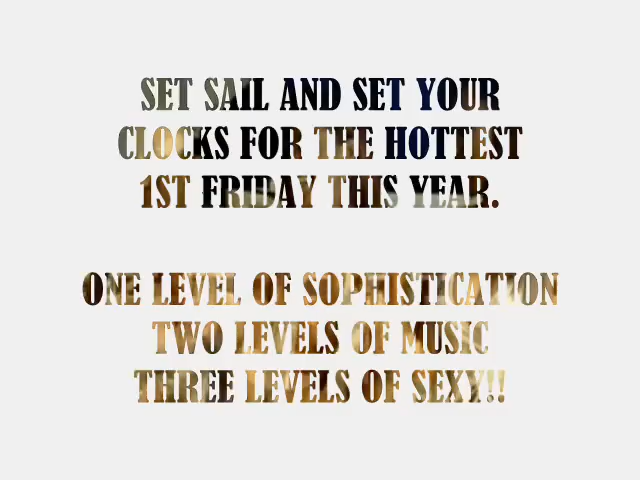 SET SAIL AND SET YOUR
CLOCKS FOR THE HOTTEST
1ST FRIDAY THIS YEAR.
ONE LEVEL OF SOPHISTICATION
TWO LEVELS OF MUSIC
THREE LEVELS OF SEXY!!